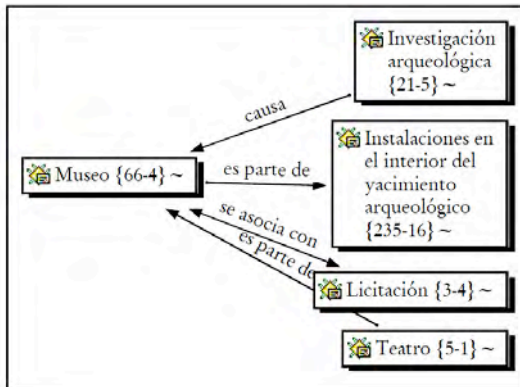 Investigación
arqueológica
{21-5} ~
causa
Instalaciones en
el interior del
yacimiento
arqueológico
{235-16} ~
Museo {66-4} ~
es parte de
se asocia con
es parte de
Licitación {3-4} ~
Teatro {5-1} ~